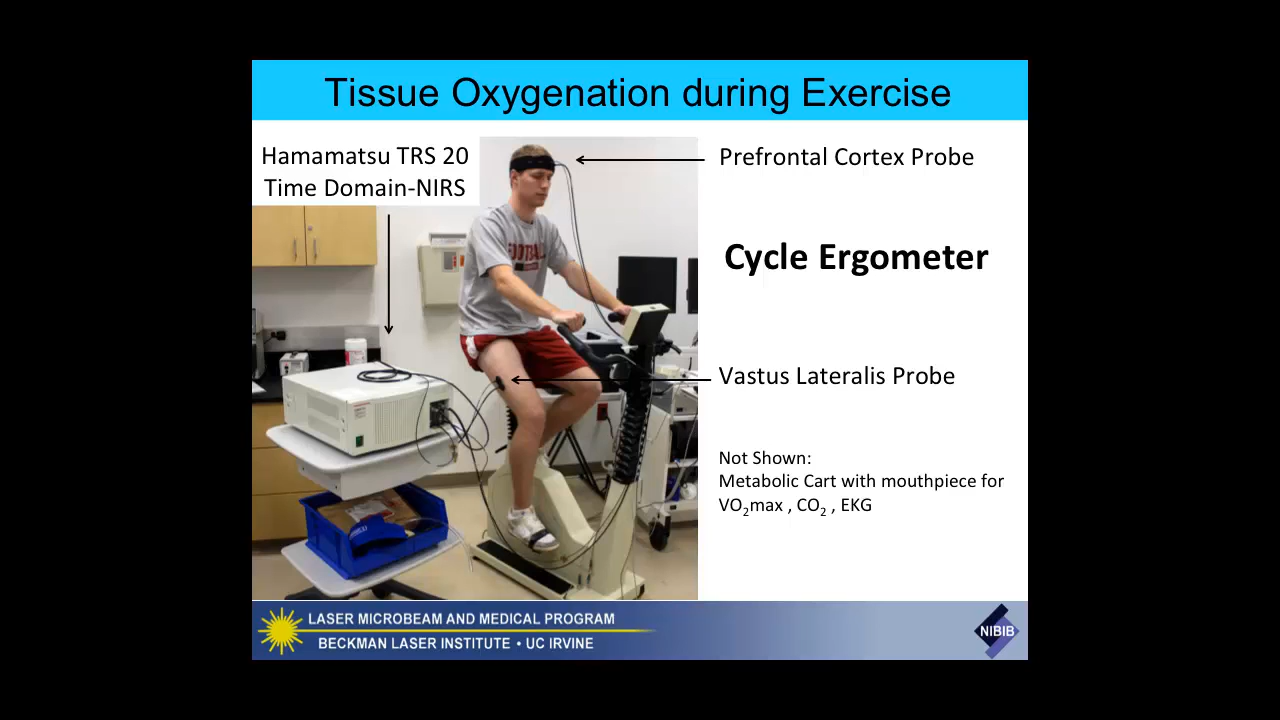 Tissue Oxygenation during Exercise
Hamamatsu TRS 20
Time Domain-NIRS
Prefrontal Cortex Probe
FOOTBALL
Cycle Ergometer
Vastus Lateralis Probe
Not Shown:
Metabolic Cart with mouthpiece for
VO₂max , CO₂ , EKG
LASER MICROBEAM AND MEDICAL PROGRAM
BECKMAN LASER INSTITUTE • UC IRVINE
NIBIB